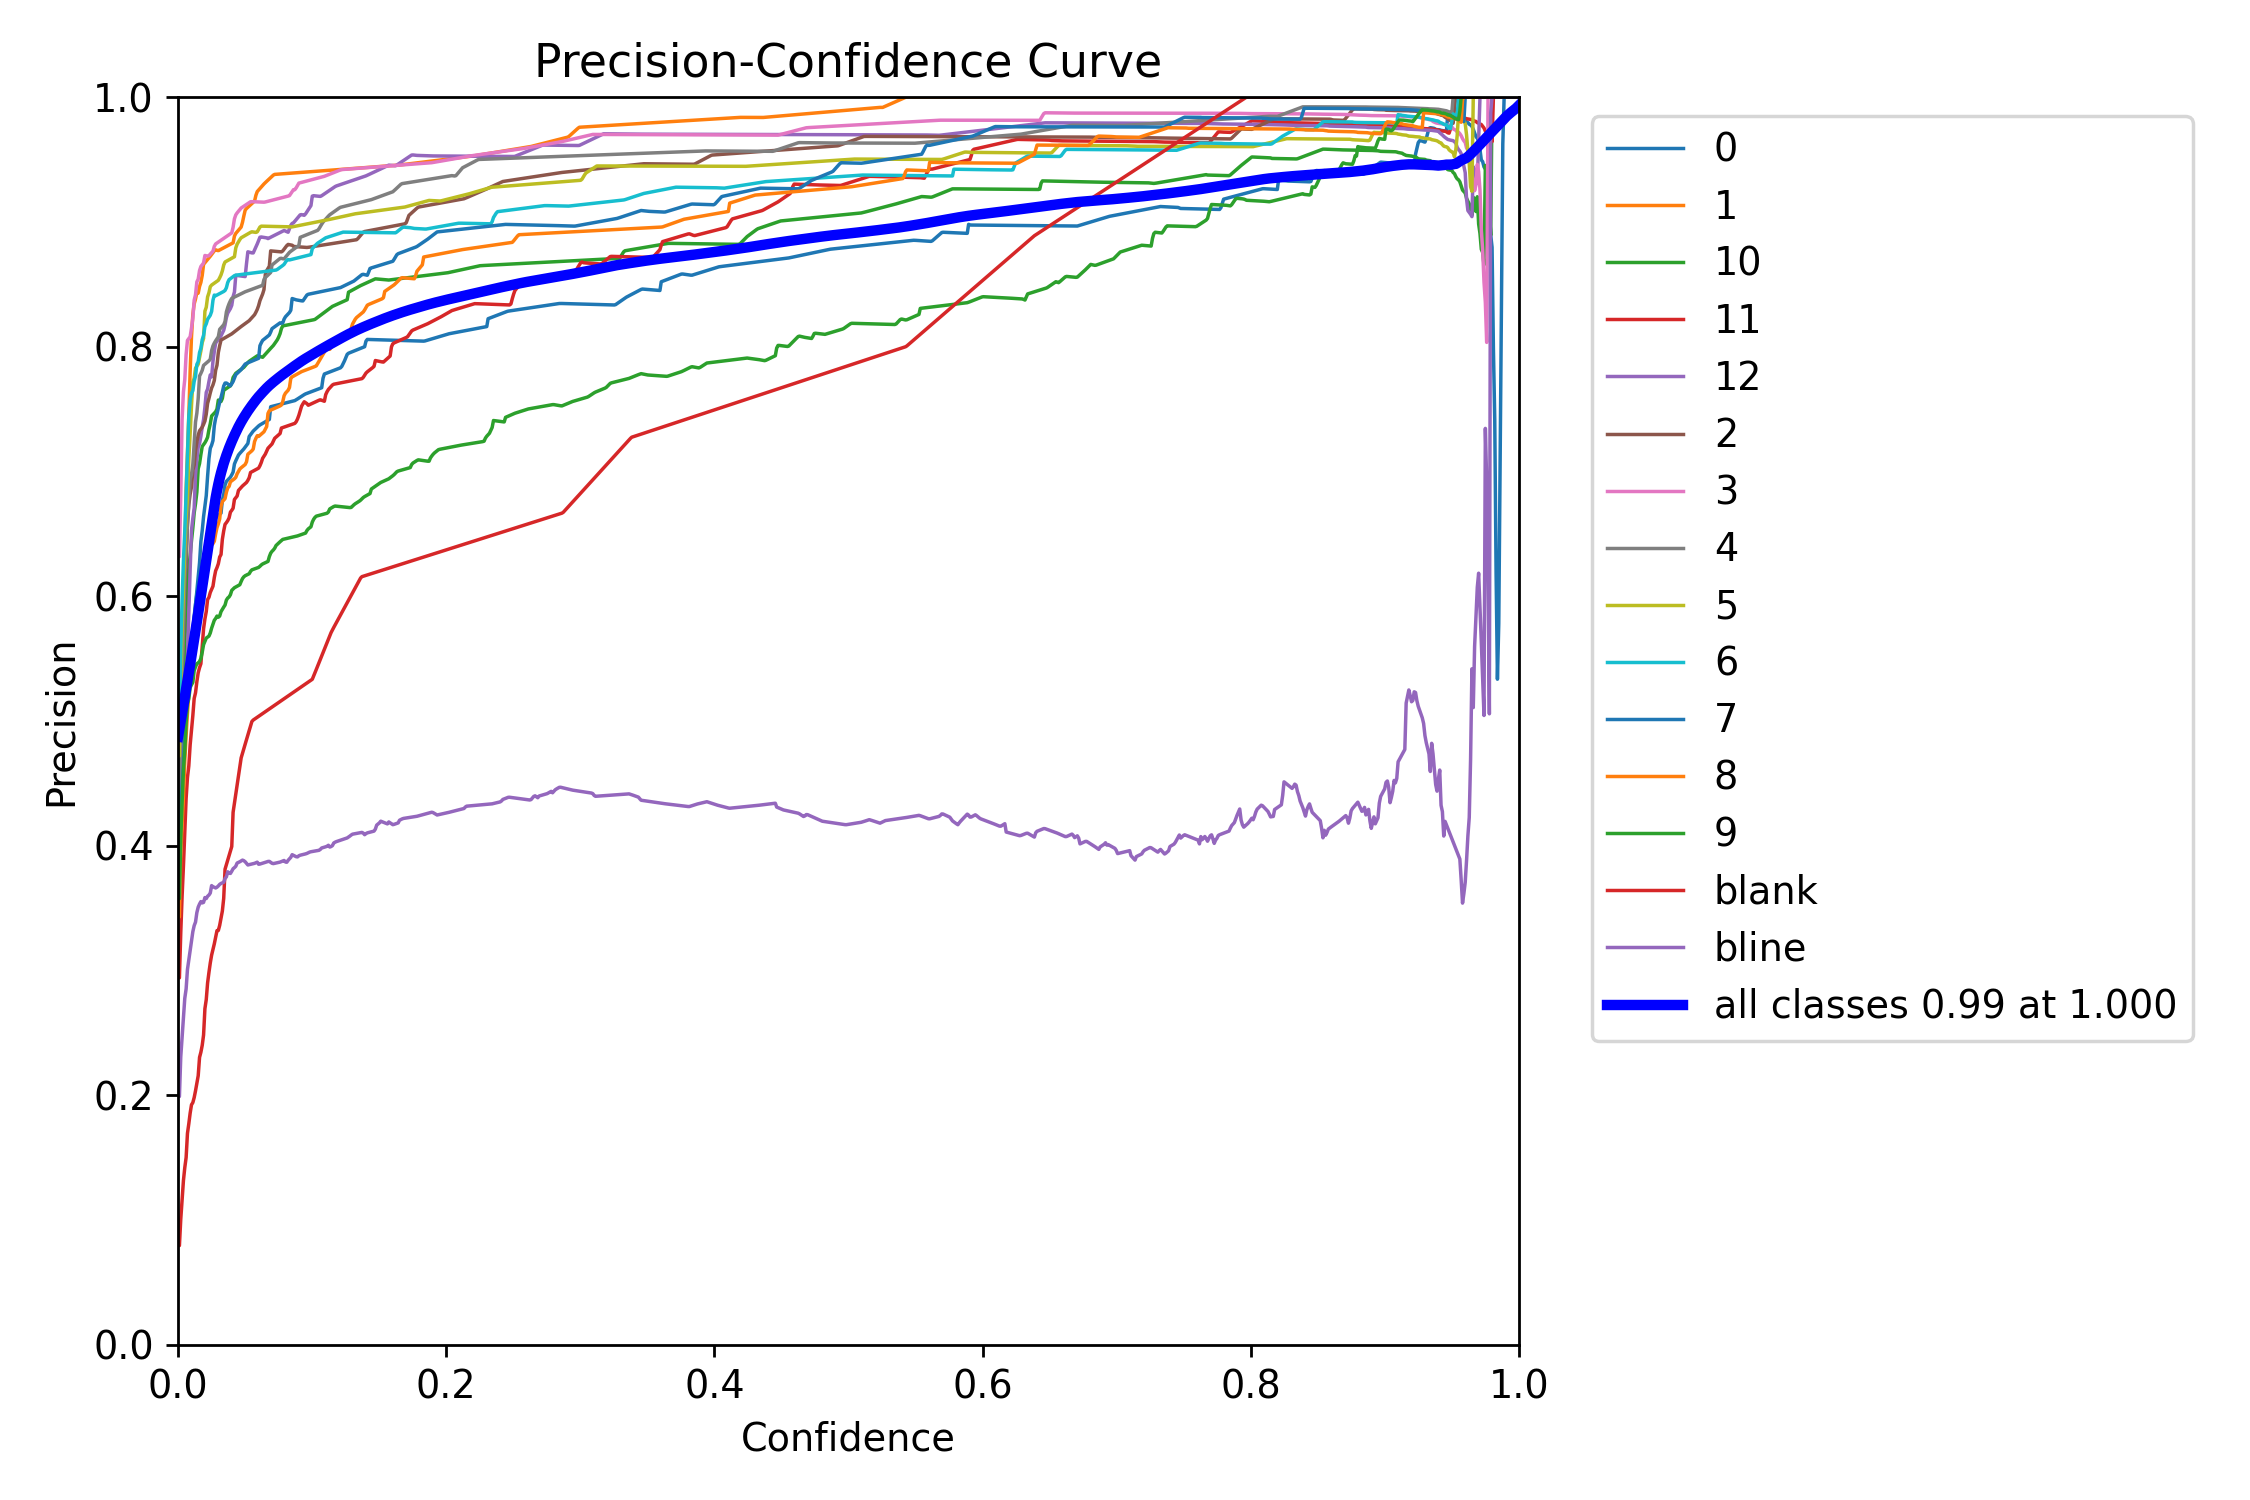 Precision-Confidence Curve
1.0
0.8
0.6
0.4
0.2
0.0
Precision
0.0 0.2 0.4 0.6 0.8 1.0
Confidence
0
1
10
11
12
2
3
4
5
6
7
8
9
blank
bline
all classes 0.99 at 1.000